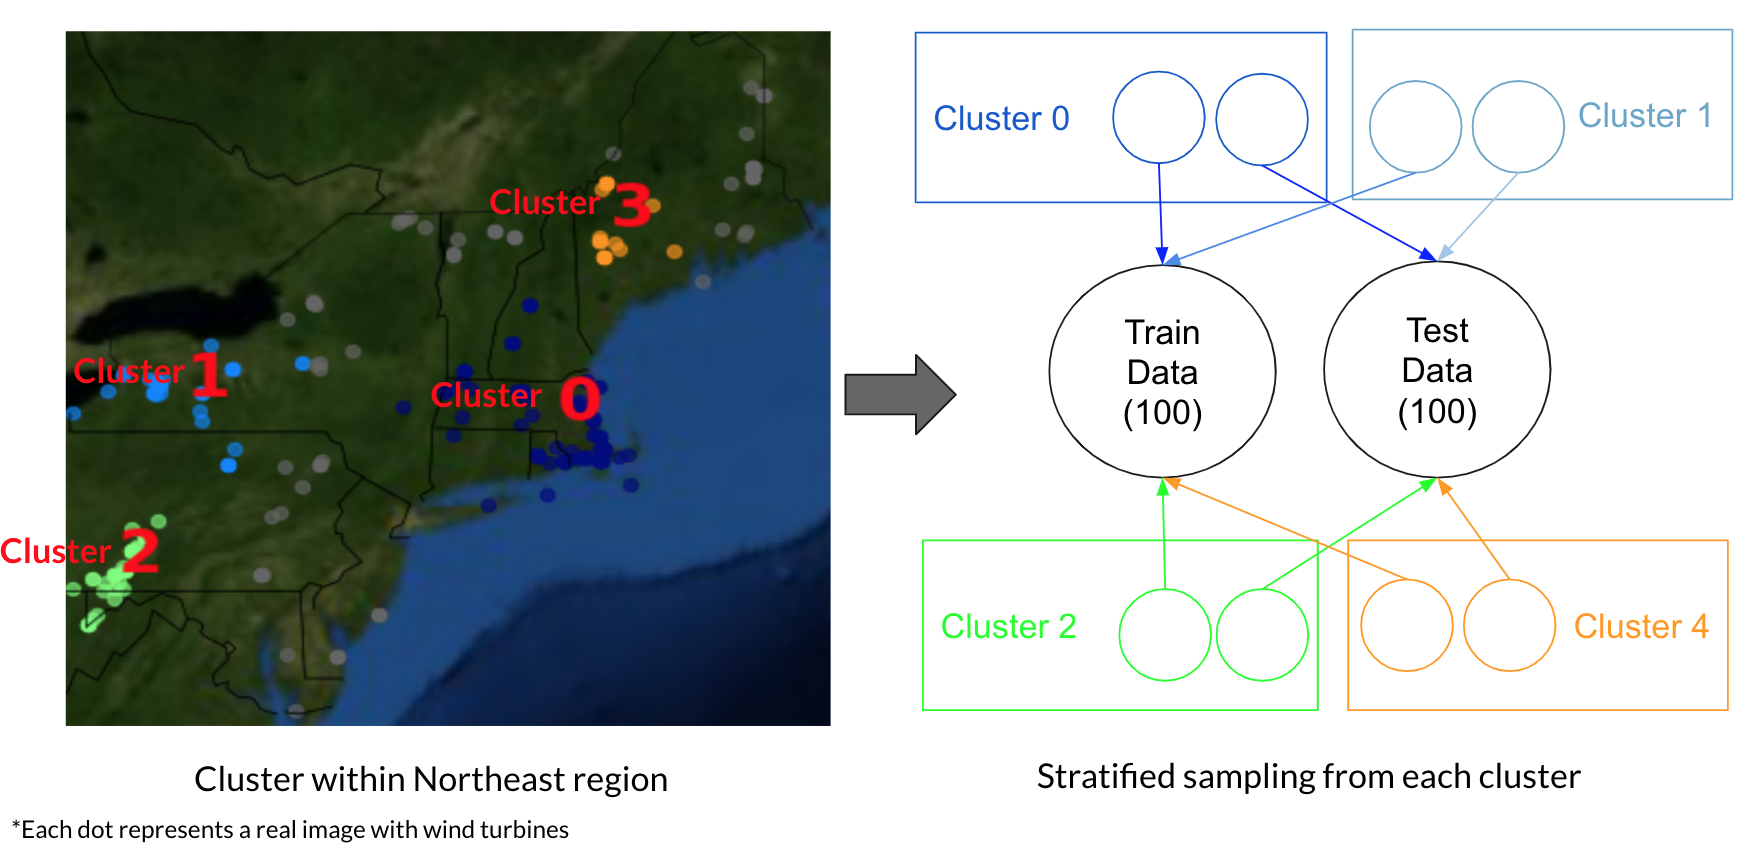 Cluster 3
Cluster 1
Cluster 0
Cluster 2
Cluster within Northeast region
*Each dot represents a real image with wind turbines
Cluster 0
Cluster 1
Train
Data
(100)
Test
Data
(100)
Cluster 2
Cluster 4
Stratified sampling from each cluster